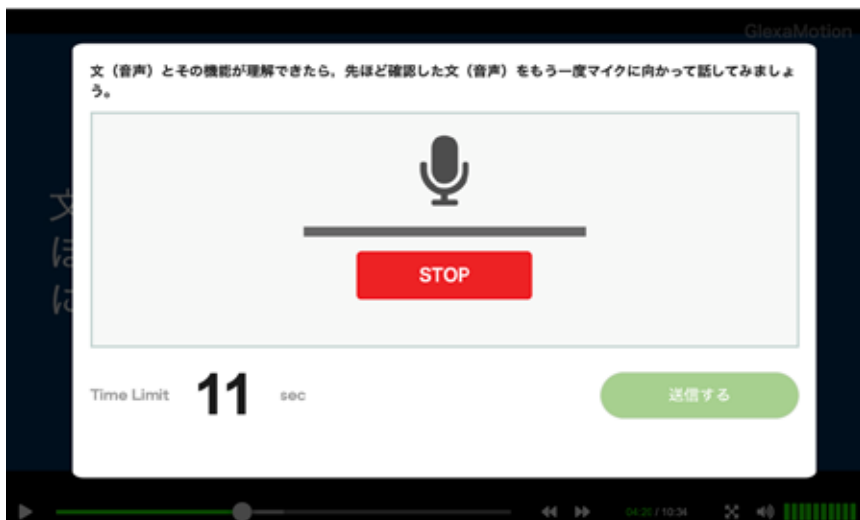 GlexaMotion
文（音声）とその機能が理解できたら，先ほど確認した文（音声）をもう一度マイクに向かって話してみましょ
う。
文
ほ
に
STOP
Time Limit 11 sec
送信する
04:20 / 10:34